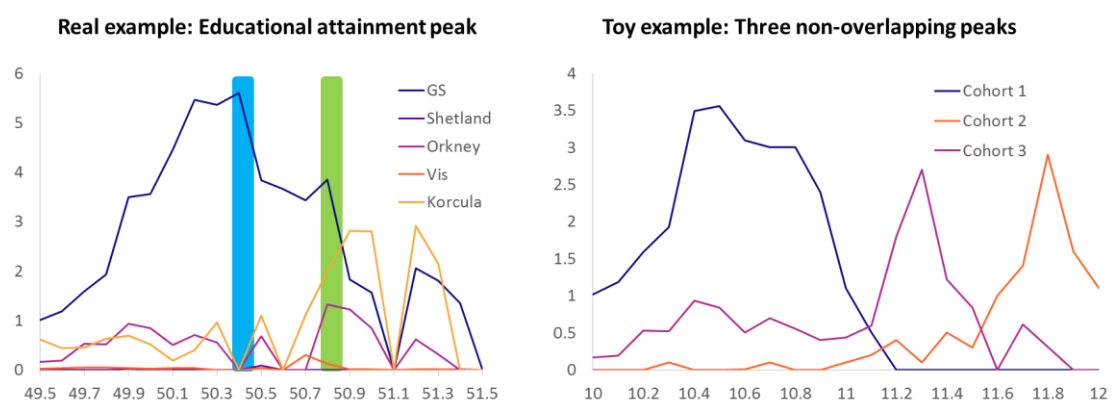 Real example: Educational attainment peak
6
5
4
3
2
1
0
GS
Shetland
Orkney
Vis
Korcula
49.5 49.7 49.9 50.1 50.3 50.5 50.7 50.9 51.1 51.3 51.5
Toy example: Three non-overlapping peaks
4
3.5
3
2.5
2
1.5
1
0.5
0
Cohort 1
Cohort 2
Cohort 3
10 10.2 10.4 10.6 10.8 11 11.2 11.4 11.6 11.8 12